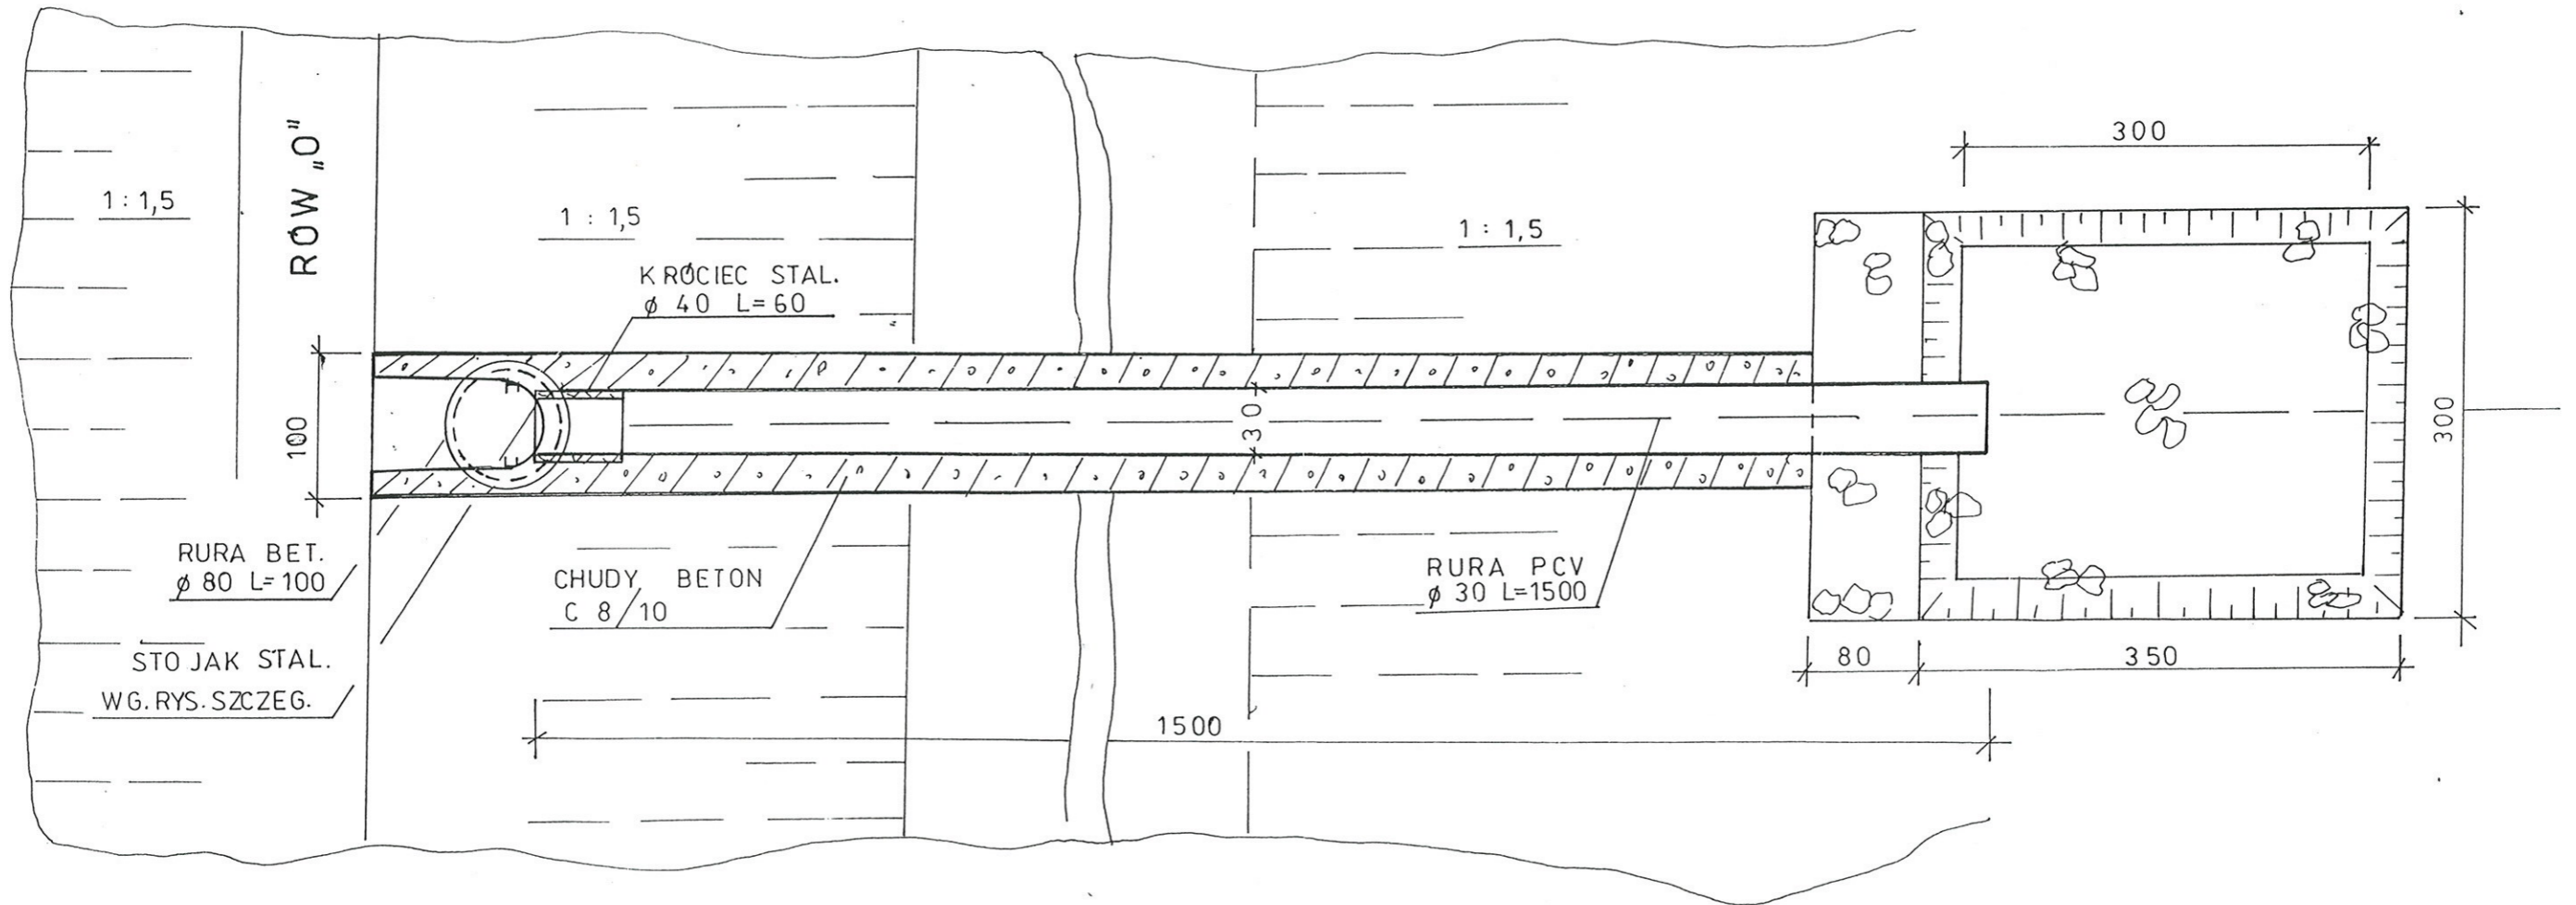 1 : 1,5
RÓW „O"
1 : 1,5
KRÓCIEC STAL.
ϕ 40 L=60
1 : 1,5
300
100
30
300
RURA BET.
ϕ 80 L=100
CHUDY BETON
C 8/10
RURA PCV
ϕ 30 L=1500
STOJAK STAL.
WG.RYS.SZCZEG.
80
350
1500